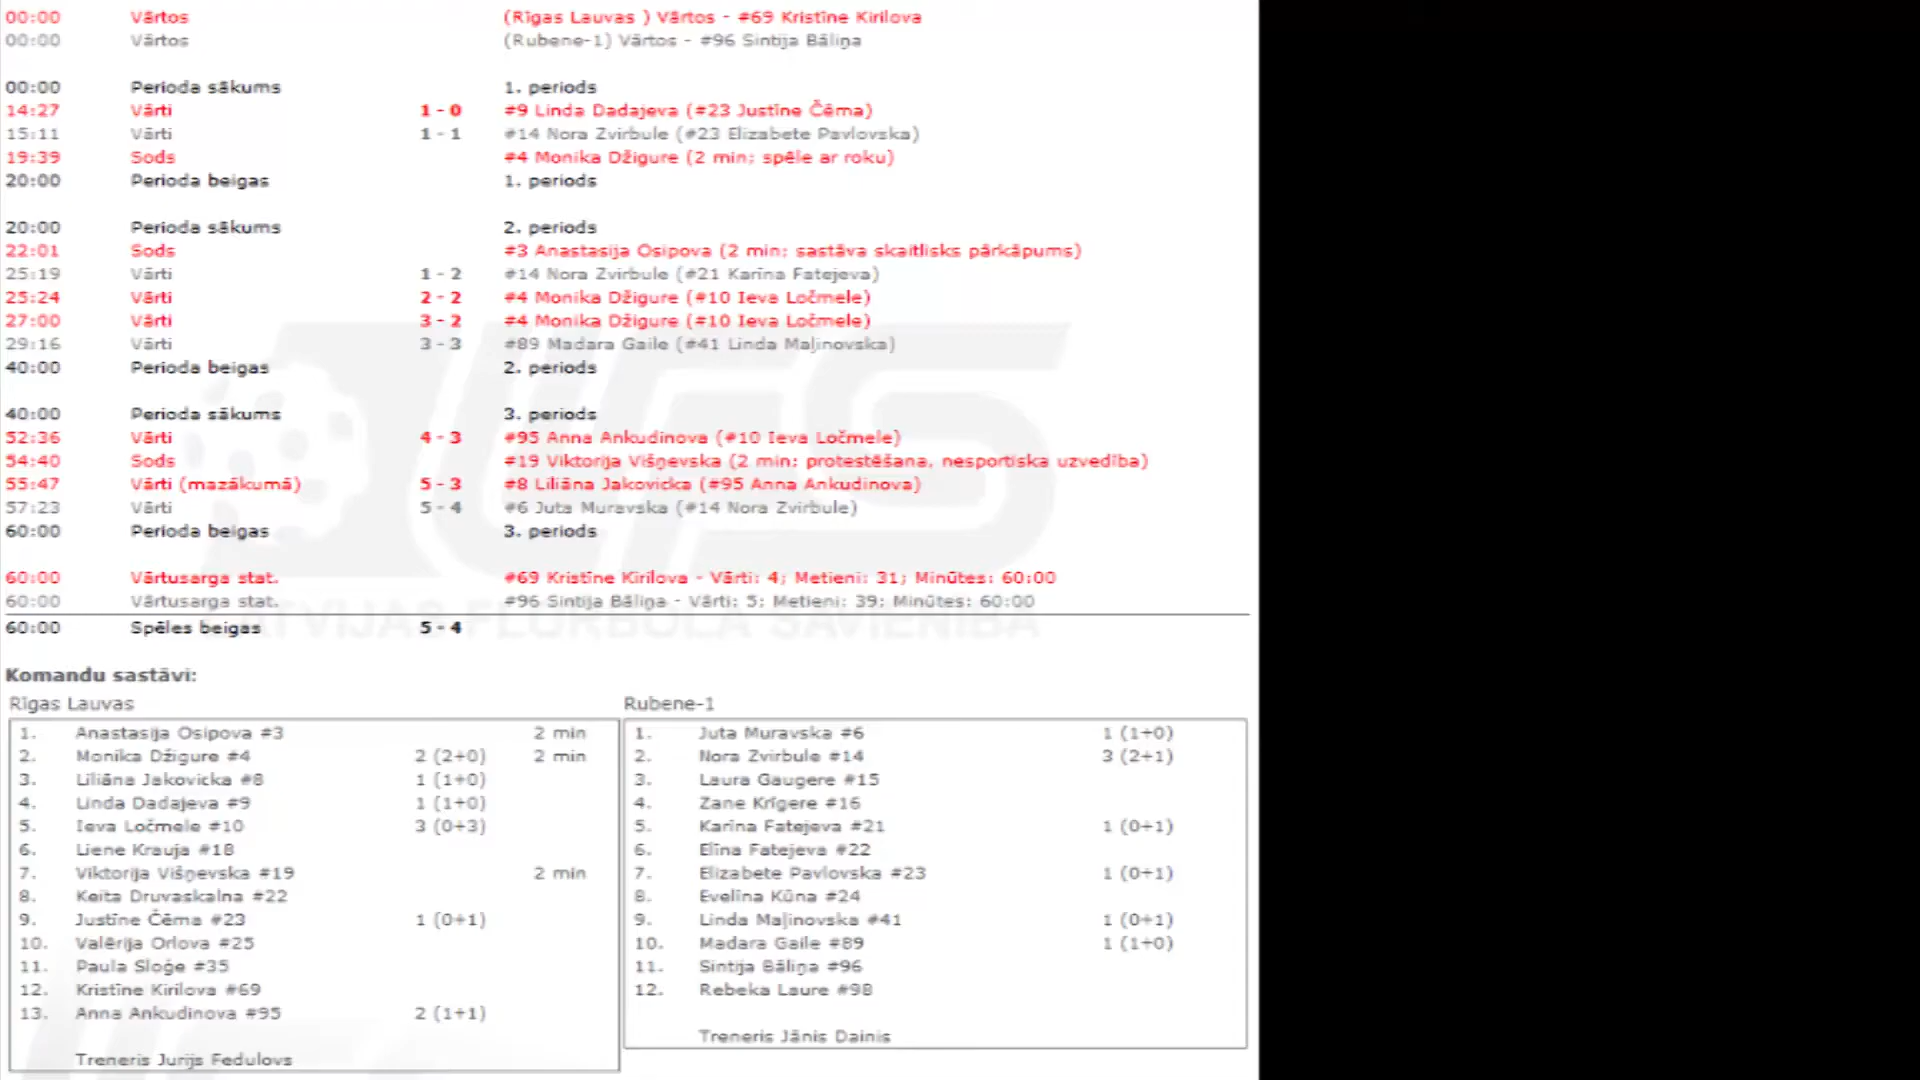 00:00 Vārtos (Rīgas Lauvas ) Vārtos - #69 Kristīne Kirilova
00:00 Vārtos (Rubene-1) Vārtos - #96 Sintija Bāliņa
00:00 Perioda sākums 1. periods
14:27 Vārti 1 - 0 #9 Linda Dadajeva (#23 Justīne Čēma)
15:11 Vārti 1 - 1 #14 Nora Zvirbule (#23 Elizabete Pavlovska)
19:39 Sods #4 Monika Džigure (2 min; spēle ar roku)
20:00 Perioda beigas 1. periods
20:00 Perioda sākums 2. periods
22:01 Sods #3 Anastasija Osipova (2 min; sastāva skaitlisks pārkāpums)
25:19 Vārti 1 - 2 #14 Nora Zvirbule (#21 Karīna Fatejeva)
25:24 Vārti 2 - 2 #4 Monika Džigure (#10 Ieva Ločmele)
27:00 Vārti 3 - 2 #4 Monika Džigure (#10 Ieva Ločmele)
29:16 Vārti 3 - 3 #89 Madara Gaile (#41 Linda Maļinovska)
40:00 Perioda beigas 2. periods
40:00 Perioda sākums 3. periods
52:36 Vārti 4 - 3 #95 Anna Ankudinova (#10 Ieva Ločmele)
54:40 Sods #19 Viktorija Višņevska (2 min; protestēšana, nesportiska uzvedība)
55:47 Vārti (mazākumā) 5 - 3 #8 Liliāna Jakovicka (#95 Anna Ankudinova)
57:23 Vārti 5 - 4 #6 Juta Muravska (#14 Nora Zvirbule)
60:00 Perioda beigas 3. periods
60:00 Vārtusarga stat. #69 Kristīne Kirilova - Vārti: 4; Metieni: 31; Minūtes: 60:00
60:00 Vārtusarga stat. #96 Sintija Bāliņa - Vārti: 5; Metieni: 39; Minūtes: 60:00
60:00 Spēles beigas 5 - 4
LFS
LATVIJAS FLORBOLA SAVIENĪBA
Komandu sastāvi:
Rīgas Lauvas
1. Anastasija Osipova #3 2 min
2. Monika Džigure #4 2 (2+0) 2 min
3. Liliāna Jakovicka #8 1 (1+0)
4. Linda Dadajeva #9 1 (1+0)
5. Ieva Ločmele #10 3 (0+3)
6. Liene Krauja #18
7. Viktorija Višņevska #19 2 min
8. Keita Druvaskalna #22
9. Justīne Čēma #23 1 (0+1)
10. Valērija Orlova #25
11. Paula Sloģe #35
12. Kristīne Kirilova #69
13. Anna Ankudinova #95 2 (1+1)
Treneris Jurijs Fedulovs
Rubene-1
1. Juta Muravska #6 1 (1+0)
2. Nora Zvirbule #14 3 (2+1)
3. Laura Gaugere #15
4. Zane Krīgere #16
5. Karīna Fatejeva #21 1 (0+1)
6. Elīna Fatejeva #22
7. Elizabete Pavlovska #23 1 (0+1)
8. Evelīna Kūna #24
9. Linda Maļinovska #41 1 (0+1)
10. Madara Gaile #89 1 (1+0)
11. Sintija Bāliņa #96
12. Rebeka Laure #98
Treneris Jānis Dainis